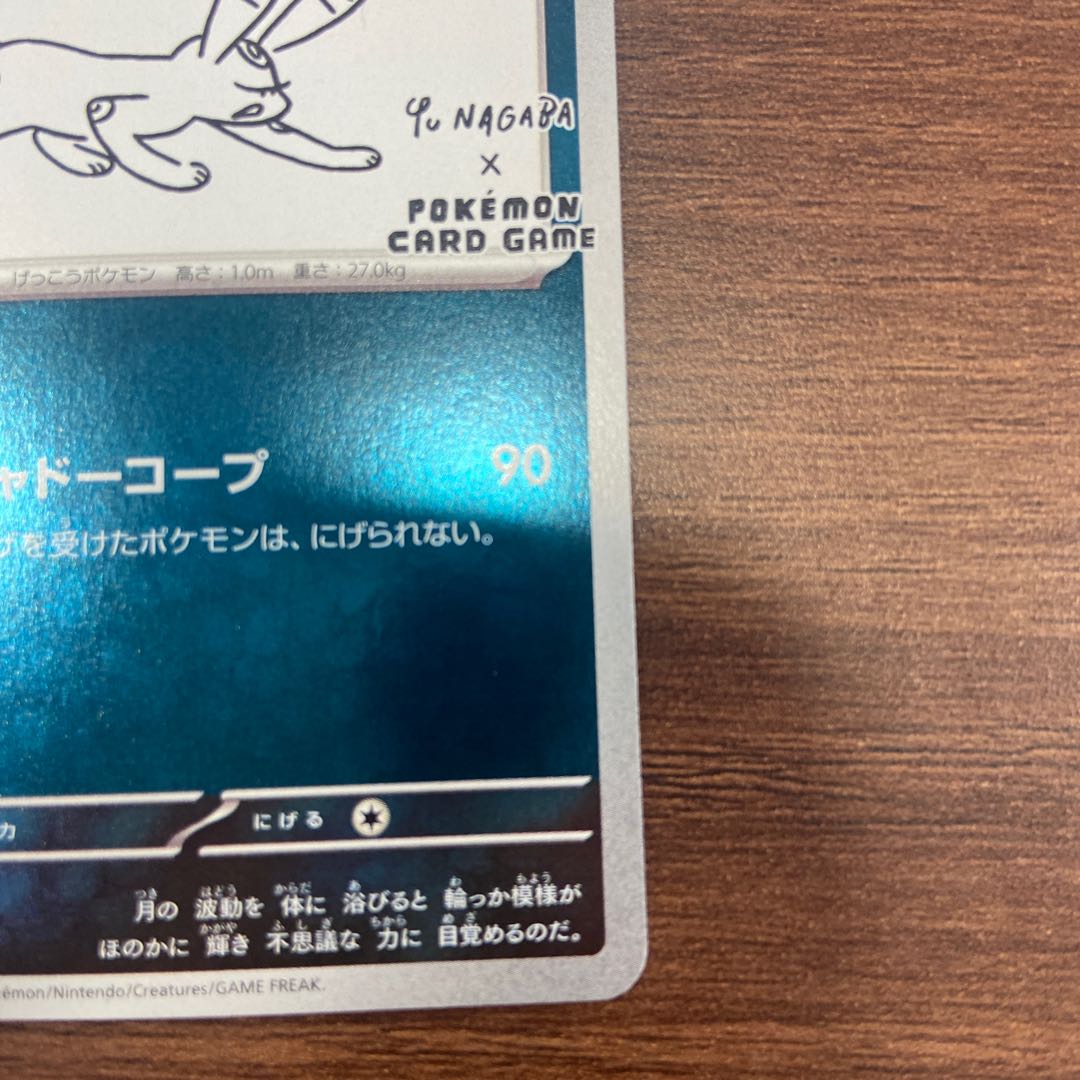 Yu NAGABA
×
POKÉMON
CARD GAME
げっこうポケモン 高さ：1.0m 重さ：27.0kg
ャドーコープ 90
を受けたポケモンは、にげられない。
力
にげる
月の 波動を 体に 浴びると 輪っか模様が
ほのかに 輝き 不思議な 力に 目覚めるのだ。
émon/Nintendo/Creatures/GAME FREAK.